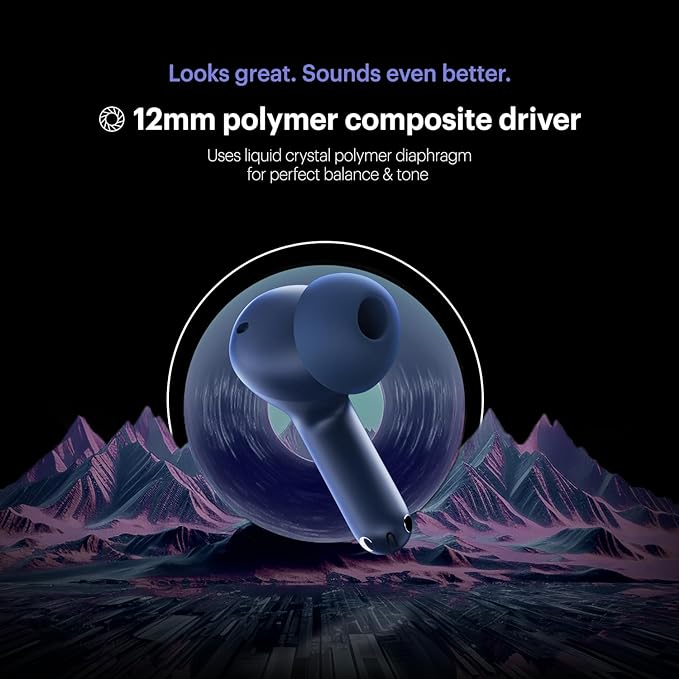 Looks great. Sounds even better.
12mm polymer composite driver
Uses liquid crystal polymer diaphragm
for perfect balance & tone